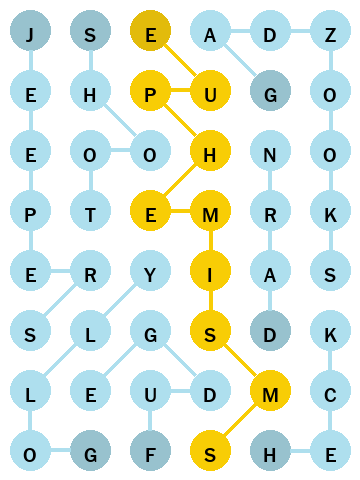 J S E A D Z
E H P U G O
E O O H N O
P T E M R K
E R Y I A S
S L G S D K
L E U D M C
O G F S H E